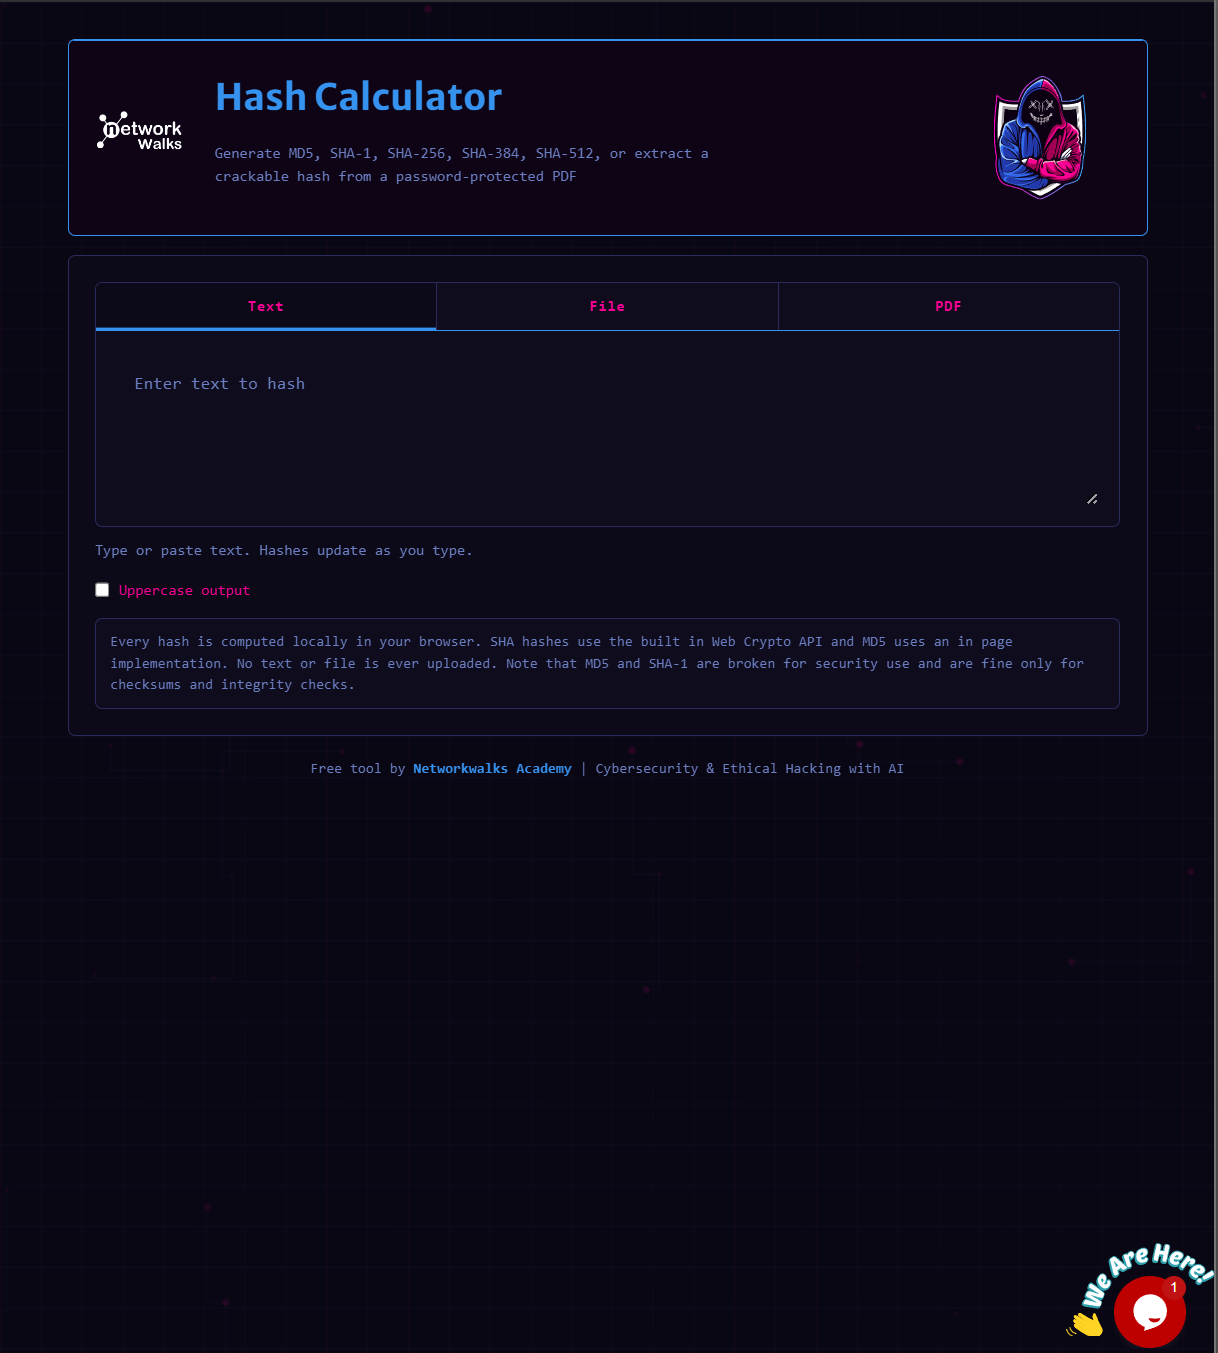 network
Walks
Hash Calculator
Generate MD5, SHA-1, SHA-256, SHA-384, SHA-512, or extract a
crackable hash from a password-protected PDF
Text
File
PDF
Enter text to hash
Type or paste text. Hashes update as you type.
Uppercase output
Every hash is computed locally in your browser. SHA hashes use the built in Web Crypto API and MD5 uses an in page
implementation. No text or file is ever uploaded. Note that MD5 and SHA-1 are broken for security use and are fine only for
checksums and integrity checks.
Free tool by Networkwalks Academy | Cybersecurity & Ethical Hacking with AI
We Are Here!
1